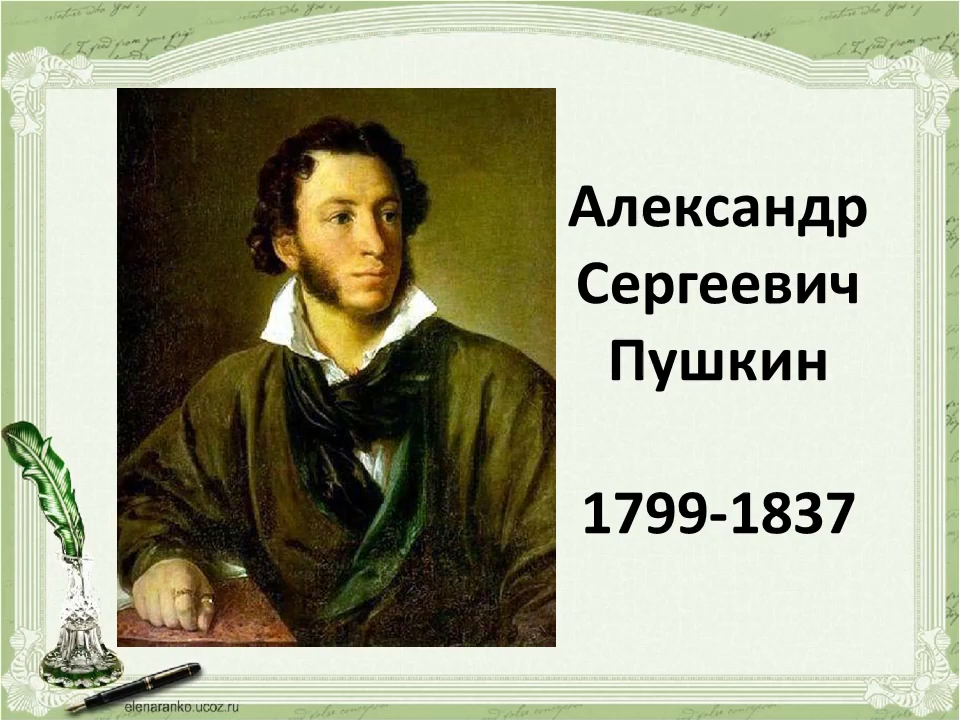 Александр
Сергеевич
Пушкин
1799-1837
elenaranko.ucoz.ru